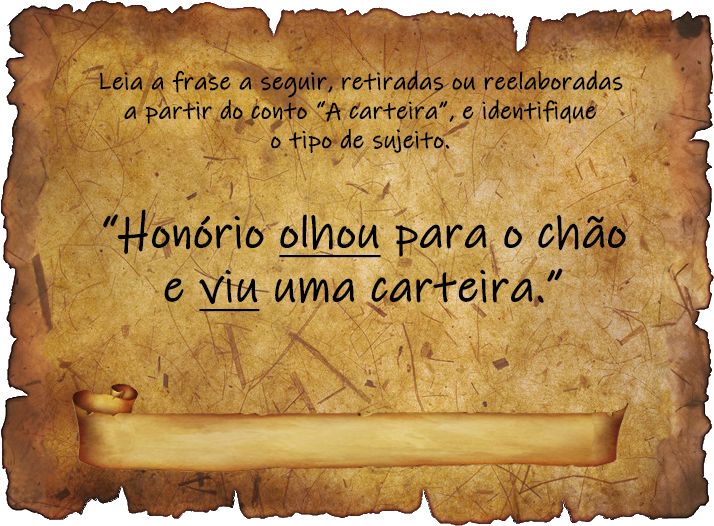 Leia a frase a seguir, retiradas ou reelaboradas
a partir do conto “A carteira”, e identifique
o tipo de sujeito.
“Honório olhou para o chão
e viu uma carteira.”